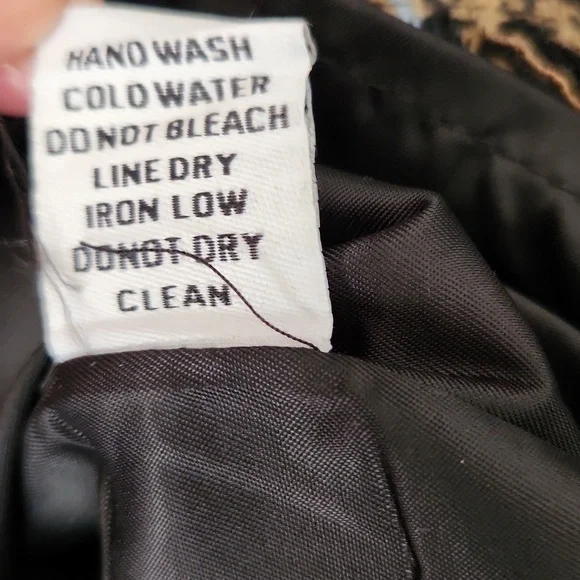 HAND WASH
COLD WATER
DO NOT BLEACH
LINE DRY
IRON LOW
DO NOT DRY
CLEAN